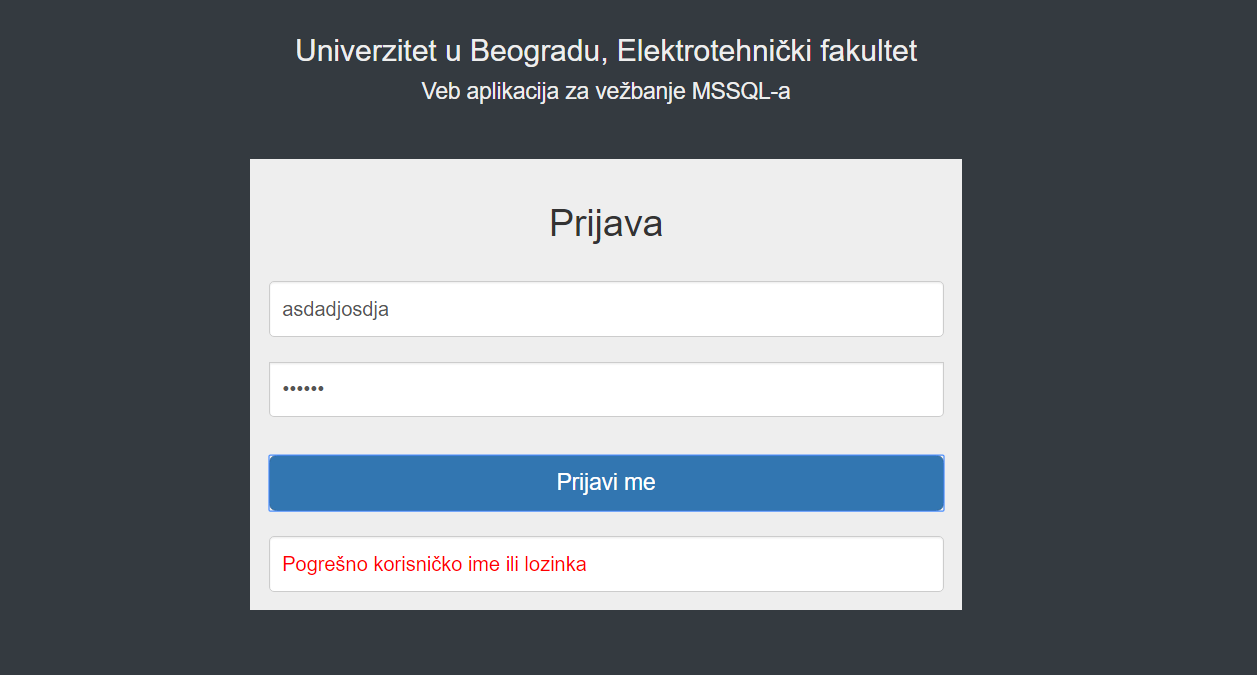 Univerzitet u Beogradu, Elektrotehnički fakultet
Veb aplikacija za vežbanje MSSQL-a
Prijava
asdadjosdja
••••••
Prijavi me
Pogrešno korisničko ime ili lozinka